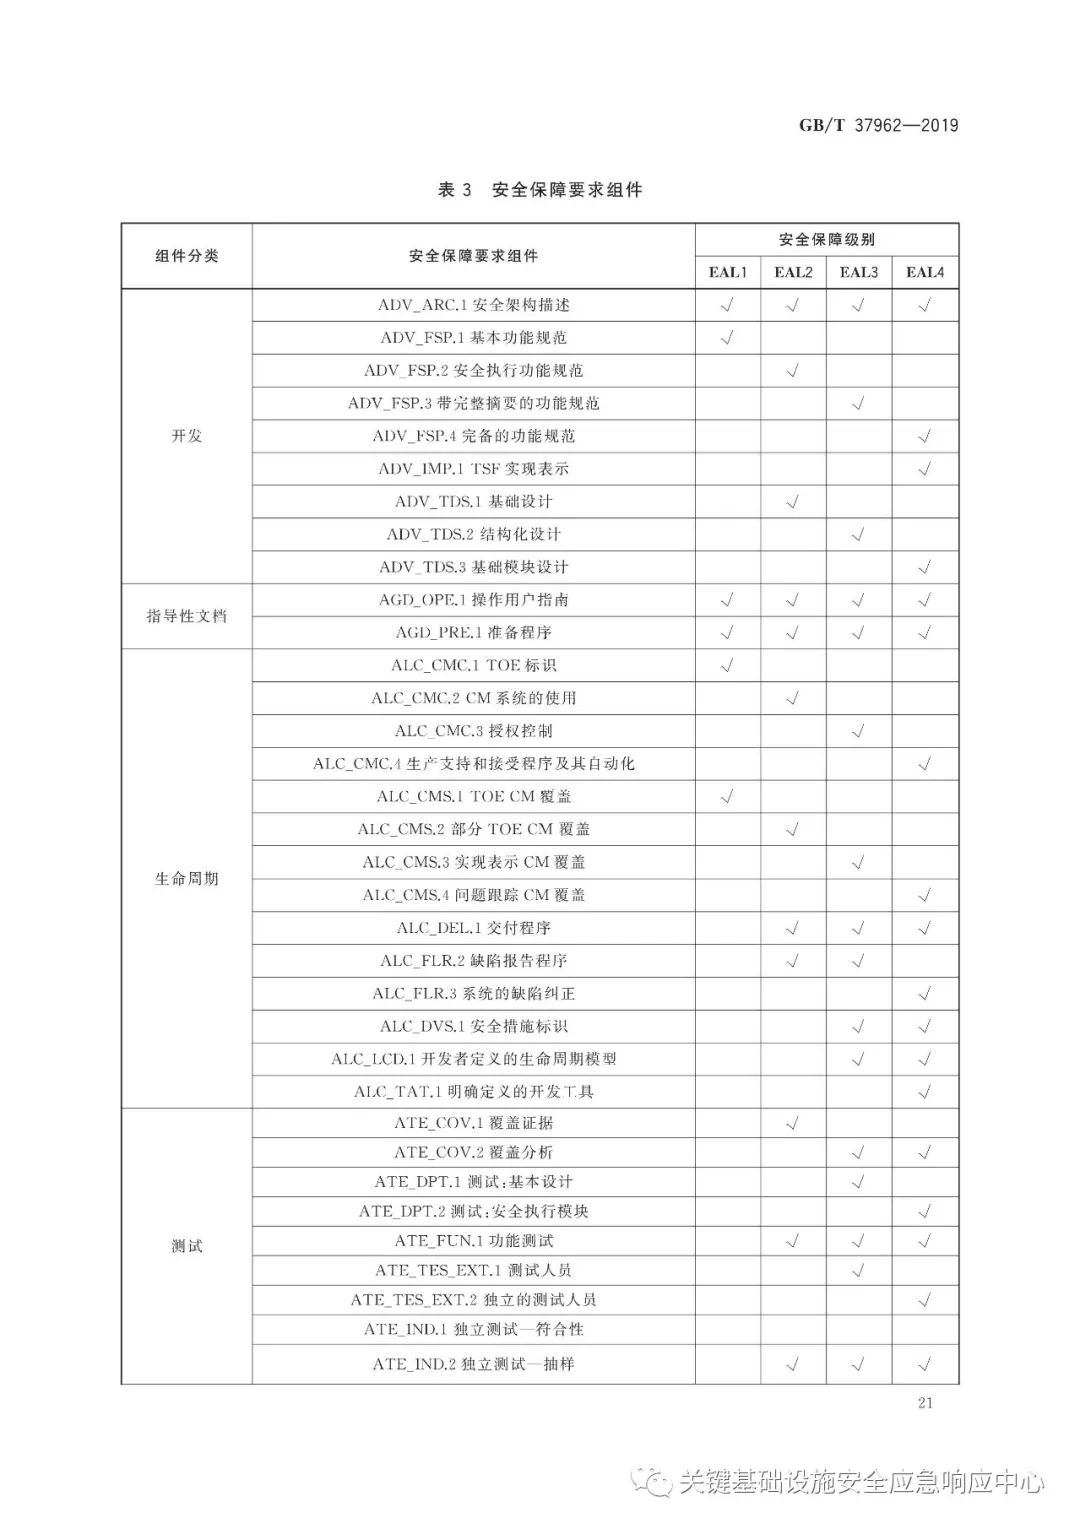 GB/T 37962—2019
表 3 安全保障要求组件
组件分类 安全保障要求组件 安全保障级别
EAL1 EAL2 EAL3 EAL4
开发
ADV_ARC.1 安全架构描述 √ √ √ √
ADV_FSP.1 基本功能规范 √
ADV_FSP.2 安全执行功能规范 √
ADV_FSP.3 带完整摘要的功能规范 √
ADV_FSP.4 完备的功能规范 √
ADV_IMP.1 TSF 实现表示 √
ADV_TDS.1 基础设计 √
ADV_TDS.2 结构化设计 √
ADV_TDS.3 基础模块设计 √
指导性文档
AGD_OPE.1 操作用户指南 √ √ √ √
AGD_PRE.1 准备程序 √ √ √ √
生命周期
ALC_CMC.1 TOE 标识 √
ALC_CMC.2 CM 系统的使用 √
ALC_CMC.3 授权控制 √
ALC_CMC.4 生产支持和接受程序及其自动化 √
ALC_CMS.1 TOE CM 覆盖 √
ALC_CMS.2 部分 TOE CM 覆盖 √
ALC_CMS.3 实现表示 CM 覆盖 √
ALC_CMS.4 问题跟踪 CM 覆盖 √
ALC_DEL.1 交付程序 √ √ √
ALC_FLR.2 缺陷报告程序 √ √
ALC_FLR.3 系统的缺陷纠正 √
ALC_DVS.1 安全措施标识 √ √
ALC_LCD.1 开发者定义的生命周期模型 √ √
ALC_TAT.1 明确定义的开发工具 √
测试
ATE_COV.1 覆盖证据 √
ATE_COV.2 覆盖分析 √ √
ATE_DPT.1 测试:基本设计 √
ATE_DPT.2 测试:安全执行模块 √
ATE_FUN.1 功能测试 √ √ √
ATE_TES_EXT.1 测试人员 √
ATE_TES_EXT.2 独立的测试人员 √
ATE_IND.1 独立测试—符合性
ATE_IND.2 独立测试—抽样 √ √ √
21
关键基础设施安全应急响应中心